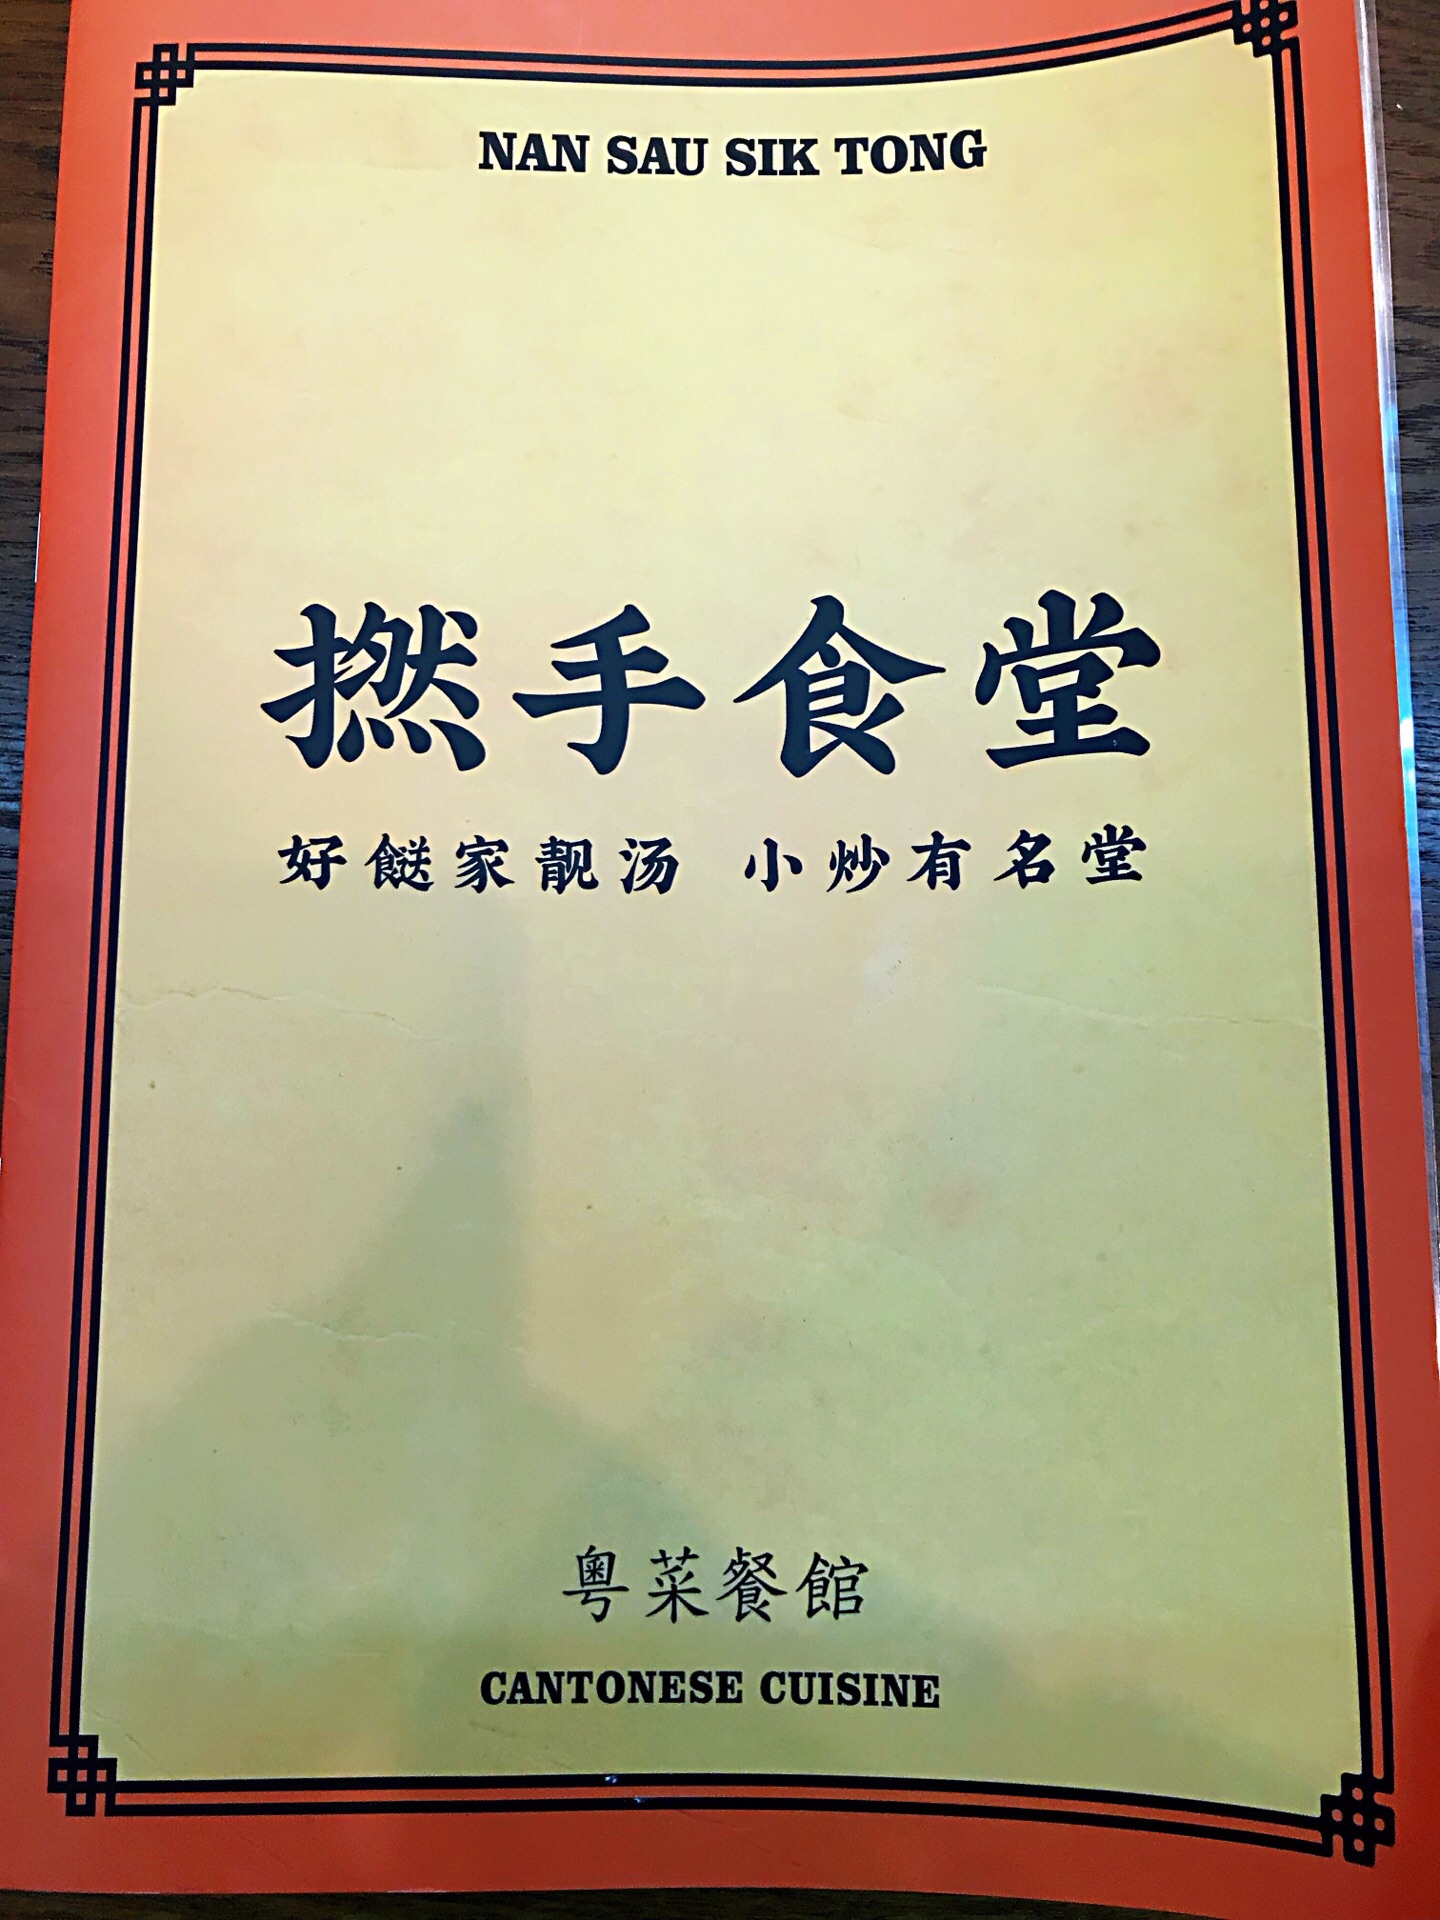 NAN SAU SIK TONG
撚手食堂
好餸家靓汤 小炒有名堂
粤菜餐館
CANTONESE CUISINE